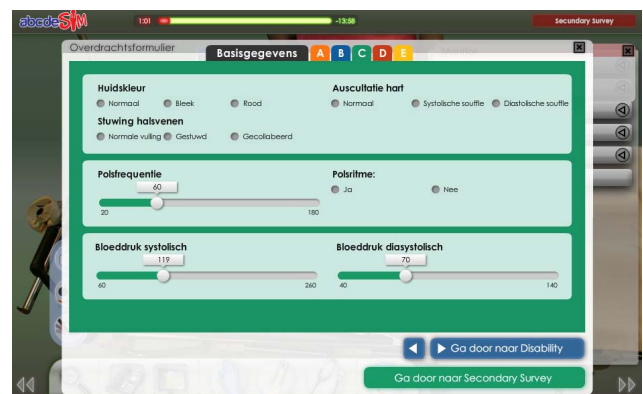 abcdeSIM
1:01
-13:58
Secundary Survey
Overdrachtsformulier
Basisgegevens A B C D E
Huidskleur
Normaal Bleek Rood
Stuwing halsvenen
Normale vulling Gestuwd Gecollabeerd
Auscultatie hart
Normaal Systolische souffle Diastolische souffle
Polsfrequentie
60
20 180
Polsritme:
Ja Nee
Bloeddruk systolisch
119
60 260
Bloeddruk diasystolisch
70
40 140
Ga door naar Disability
Ga door naar Secondary Survey